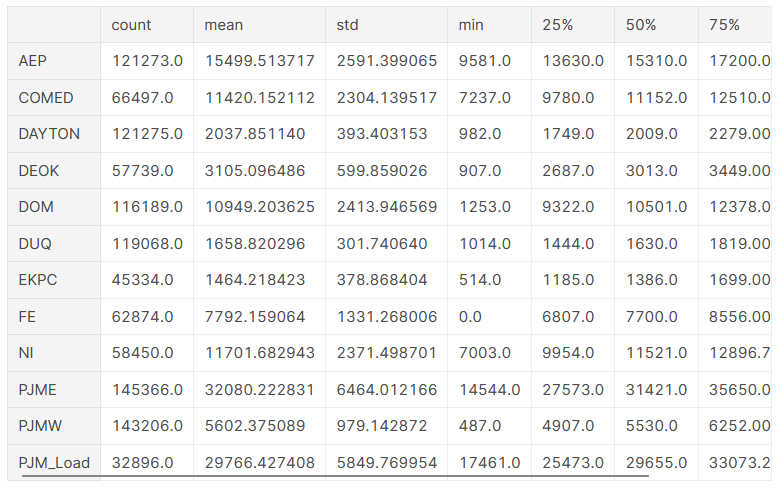 count mean std min 25% 50% 75%
AEP 121273.0 15499.513717 2591.399065 9581.0 13630.0 15310.0 17200.0
COMED 66497.0 11420.152112 2304.139517 7237.0 9780.0 11152.0 12510.0
DAYTON 121275.0 2037.851140 393.403153 982.0 1749.0 2009.0 2279.00
DEOK 57739.0 3105.096486 599.859026 907.0 2687.0 3013.0 3449.00
DOM 116189.0 10949.203625 2413.946569 1253.0 9322.0 10501.0 12378.0
DUQ 119068.0 1658.820296 301.740640 1014.0 1444.0 1630.0 1819.00
EKPC 45334.0 1464.218423 378.868404 514.0 1185.0 1386.0 1699.00
FE 62874.0 7792.159064 1331.268006 0.0 6807.0 7700.0 8556.00
NI 58450.0 11701.682943 2371.498701 7003.0 9954.0 11521.0 12896.7
PJME 145366.0 32080.222831 6464.012166 14544.0 27573.0 31421.0 35650.0
PJMW 143206.0 5602.375089 979.142872 487.0 4907.0 5530.0 6252.00
PJM_Load 32896.0 29766.427408 5849.769954 17461.0 25473.0 29655.0 33073.2